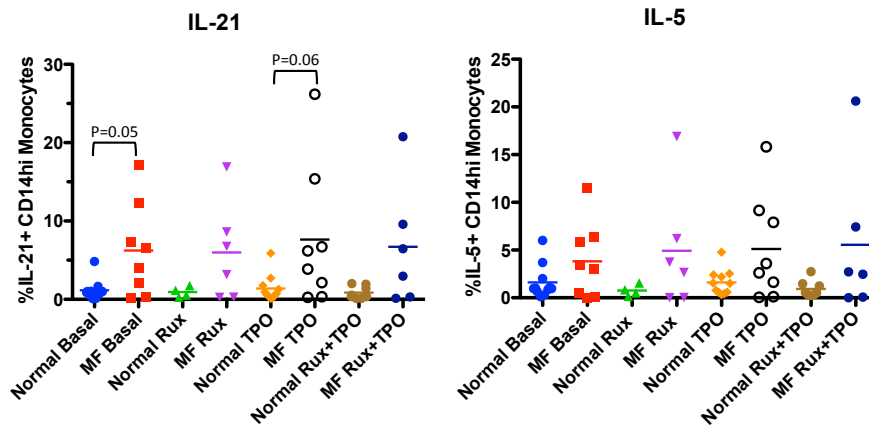 IL-21
%IL-21+ CD14hi Monocytes
30
20
10
0
P=0.05
P=0.06
Normal Basal
MF Basal
Normal Rux
MF Rux
Normal TPO
MF TPO
Normal Rux+TPO
MF Rux+TPO
IL-5
%IL-5+ CD14hi Monocytes
25
20
15
10
5
0
Normal Basal
MF Basal
Normal Rux
MF Rux
Normal TPO
MF TPO
Normal Rux+TPO
MF Rux+TPO